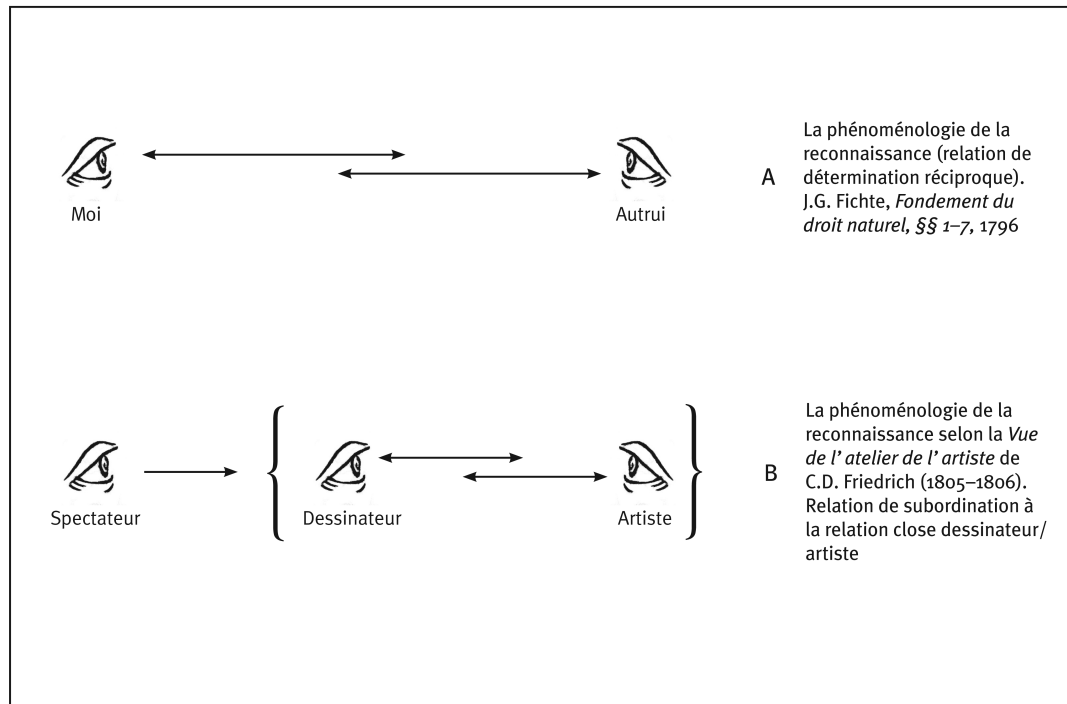 Moi
Autrui
A
La phénoménologie de la
reconnaissance (relation de
détermination réciproque).
J.G. Fichte, Fondement du
droit naturel, §§ 1–7, 1796
Spectateur
Dessinateur
Artiste
B
La phénoménologie de la
reconnaissance selon la Vue
de l’ atelier de l’ artiste de
C.D. Friedrich (1805–1806).
Relation de subordination à
la relation close dessinateur/
artiste